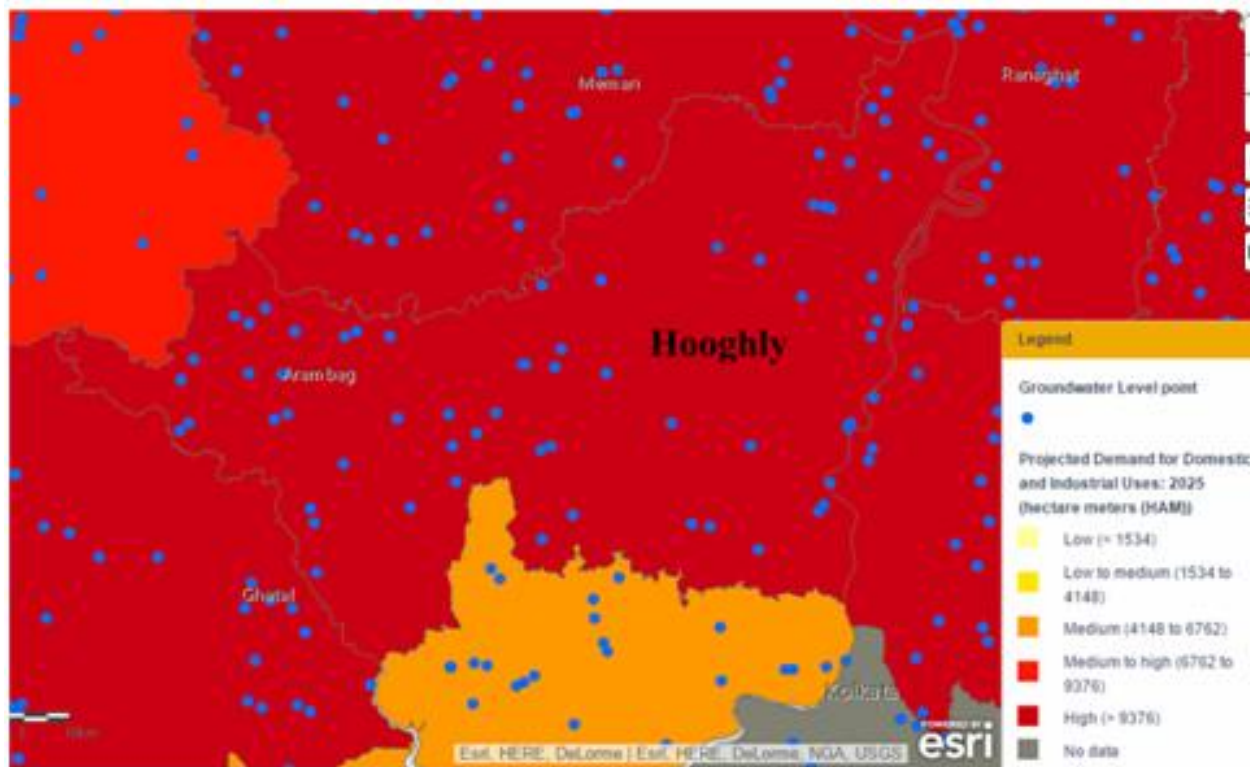 Memari
Ranaghat
Hooghly
Arambag
Ghatal
Kolkata
Legend
Groundwater Level point
Projected Demand for Domestic
and Industrial Uses: 2025
(hectare meters (HAM))
Low (< 1534)
Low to medium (1534 to
4148)
Medium (4148 to 6762)
Medium to high (6762 to
9376)
High (> 9376)
No data
Esri, HERE, DeLorme | Esri, HERE, DeLorme, NGA, USGS
POWERED BY
esri